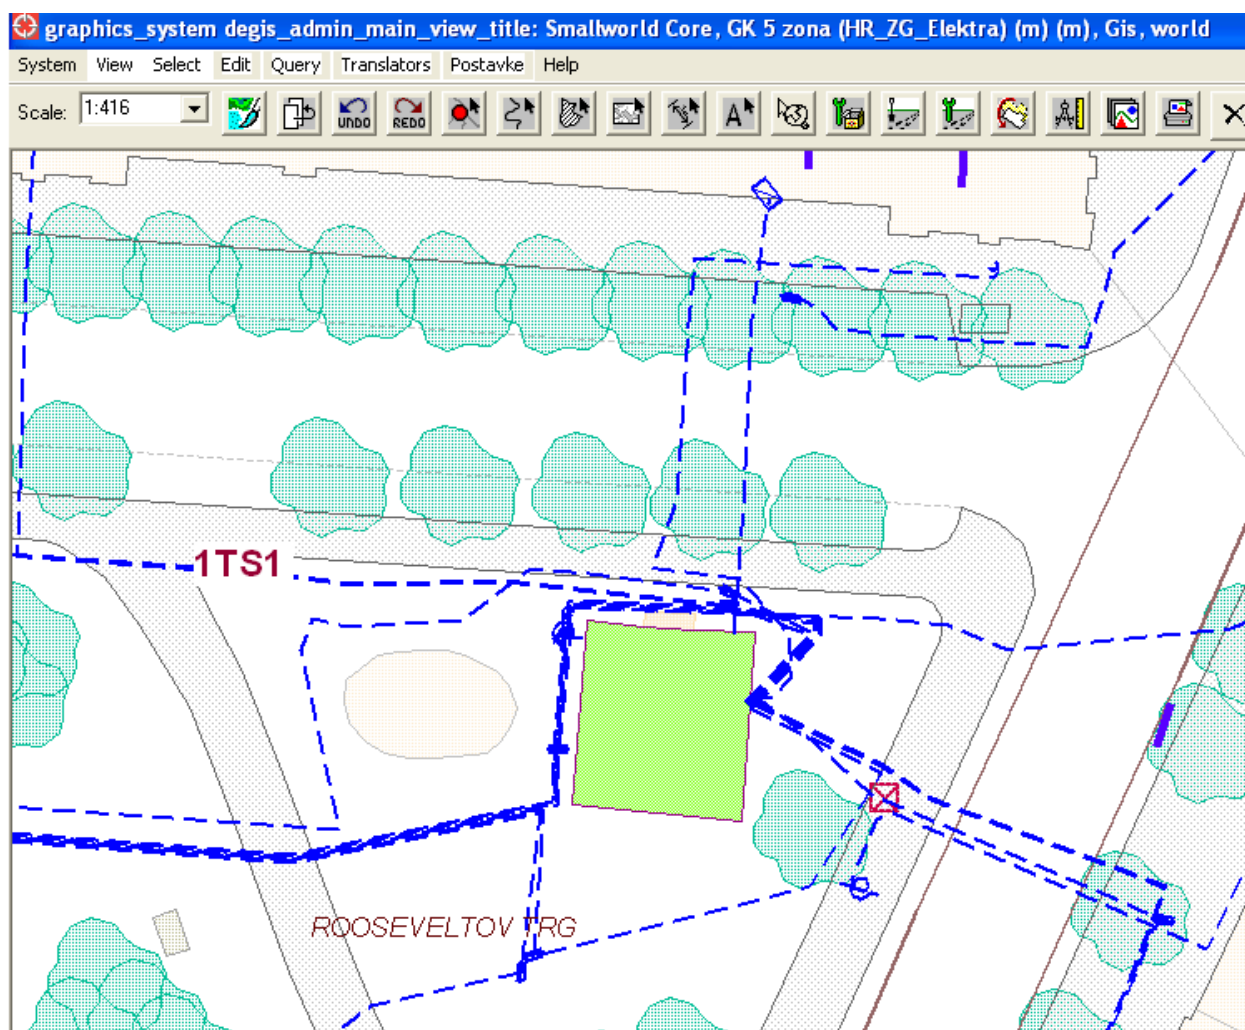 graphics_system degis_admin_main_view_title: Smallworld Core, GK 5 zona (HR_ZG_Elektra) (m) (m), Gis, world
System View Select Edit Query Translators Postavke Help
Scale: 1:416 UNDO REDO A
1TS1
ROOSEVELTOV TRG